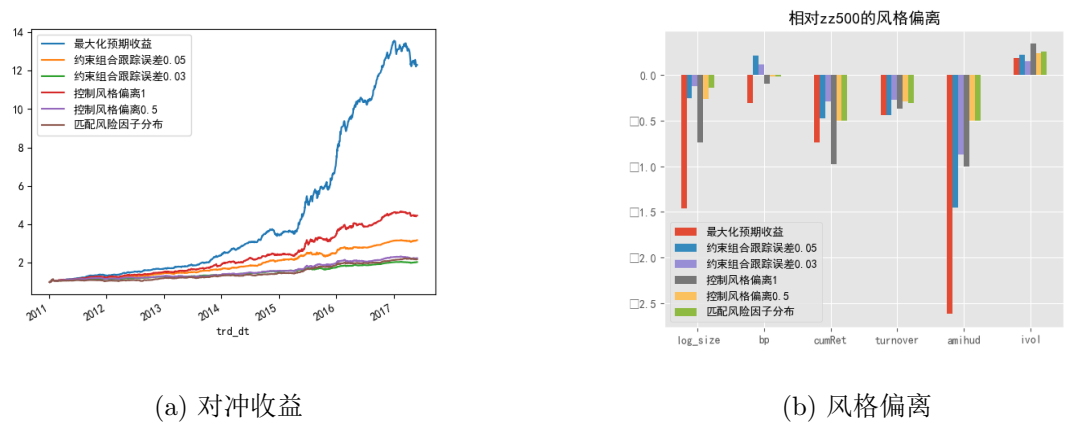 14
12
10
8
6
4
2
最大化预期收益
约束组合跟踪误差0.05
约束组合跟踪误差0.03
控制风格偏离1
控制风格偏离0.5
匹配风险因子分布
2011
2012
2013
2014
2015
2016
2017
trd_dt
(a) 对冲收益
相对zz500的风格偏离
0.0
□0.5
□1.0
□1.5
□2.0
□2.5
最大化预期收益
约束组合跟踪误差0.05
约束组合跟踪误差0.03
控制风格偏离1
控制风格偏离0.5
匹配风险因子分布
log_size
bp
cumRet
turnover
amihud
ivol
(b) 风格偏离